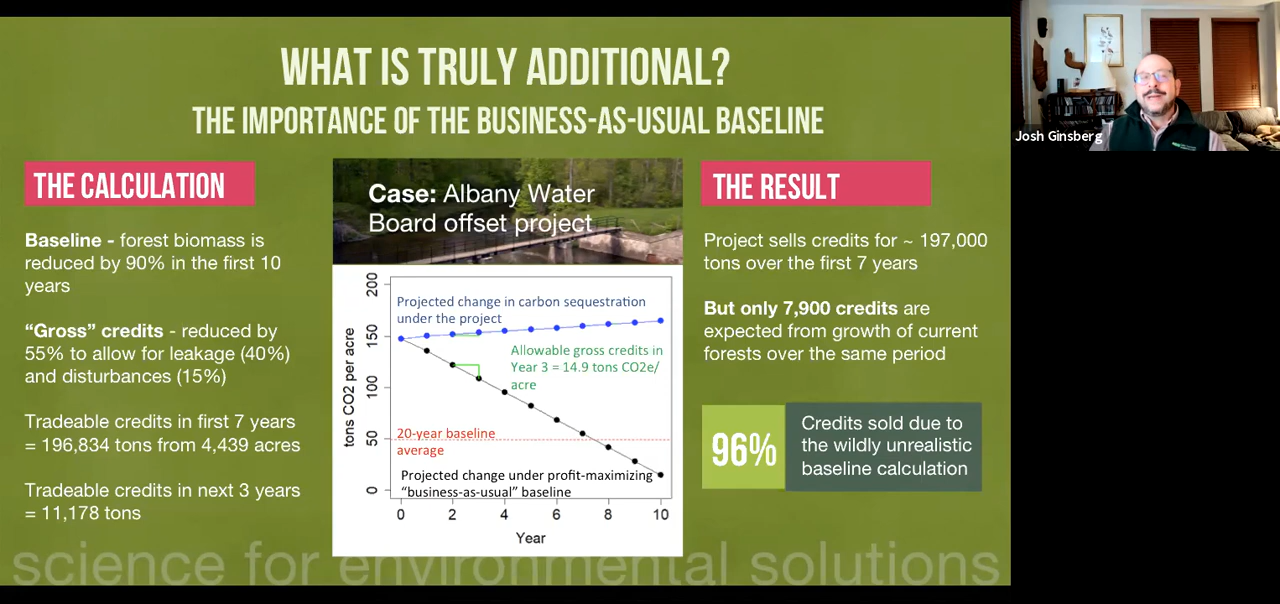 WHAT IS TRULY ADDITIONAL?
THE IMPORTANCE OF THE BUSINESS-AS-USUAL BASELINE
THE CALCULATION
Baseline - forest biomass is
reduced by 90% in the first 10
years
“Gross” credits - reduced by
55% to allow for leakage (40%)
and disturbances (15%)
Tradeable credits in first 7 years
= 196,834 tons from 4,439 acres
Tradeable credits in next 3 years
= 11,178 tons
Case: Albany Water
Board offset project
tons CO2 per acre
200
150
100
50
0
Projected change in carbon sequestration
under the project
Allowable gross credits in
Year 3 = 14.9 tons CO2e/
acre
20-year baseline
average
Projected change under profit-maximizing
“business-as-usual” baseline
0 2 4 6 8 10
Year
THE RESULT
Project sells credits for ~ 197,000
tons over the first 7 years
But only 7,900 credits are
expected from growth of current
forests over the same period
96%
Credits sold due to
the wildly unrealistic
baseline calculation
science for environmental solutions
Josh Ginsberg